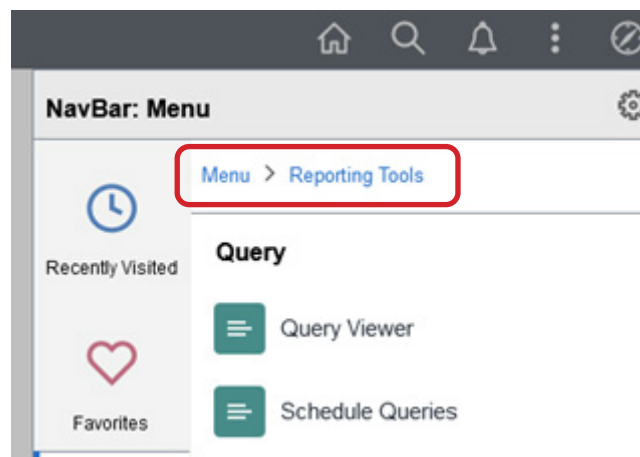 NavBar: Menu
Menu > Reporting Tools
Recently Visited
Query
Query Viewer
Favorites
Schedule Queries